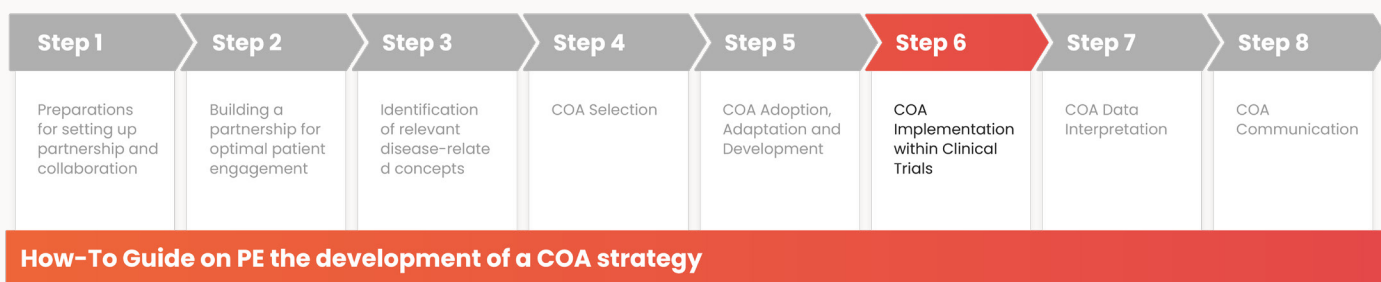 Step 1
Step 2
Step 3
Step 4
Step 5
Step 6
Step 7
Step 8
Preparations
for setting up
partnership and
collaboration
Building a
partnership for
optimal patient
engagement
Identification
of relevant
disease-relate
d concepts
COA Selection
COA Adoption,
Adaptation and
Development
COA
Implementation
within Clinical
Trials
COA Data
Interpretation
COA
Communication
How-To Guide on PE the development of a COA strategy